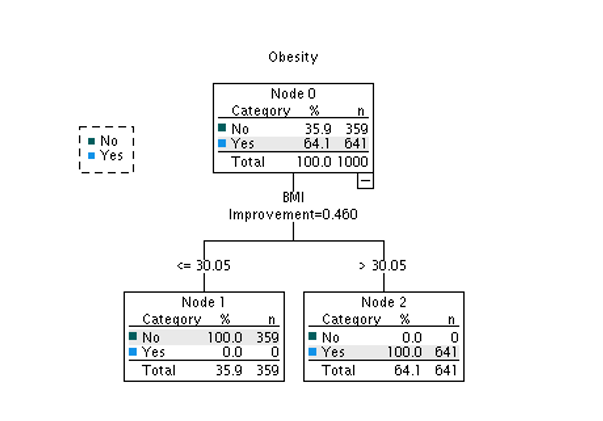 Obesity
Node 0
Category % n
No 35.9 359
Yes 64.1 641
Total 100.0 1000
No
Yes
BMI
Improvement=0.460
<= 30.05
> 30.05
Node 1
Category % n
No 100.0 359
Yes 0.0 0
Total 35.9 359
Node 2
Category % n
No 0.0 0
Yes 100.0 641
Total 64.1 641